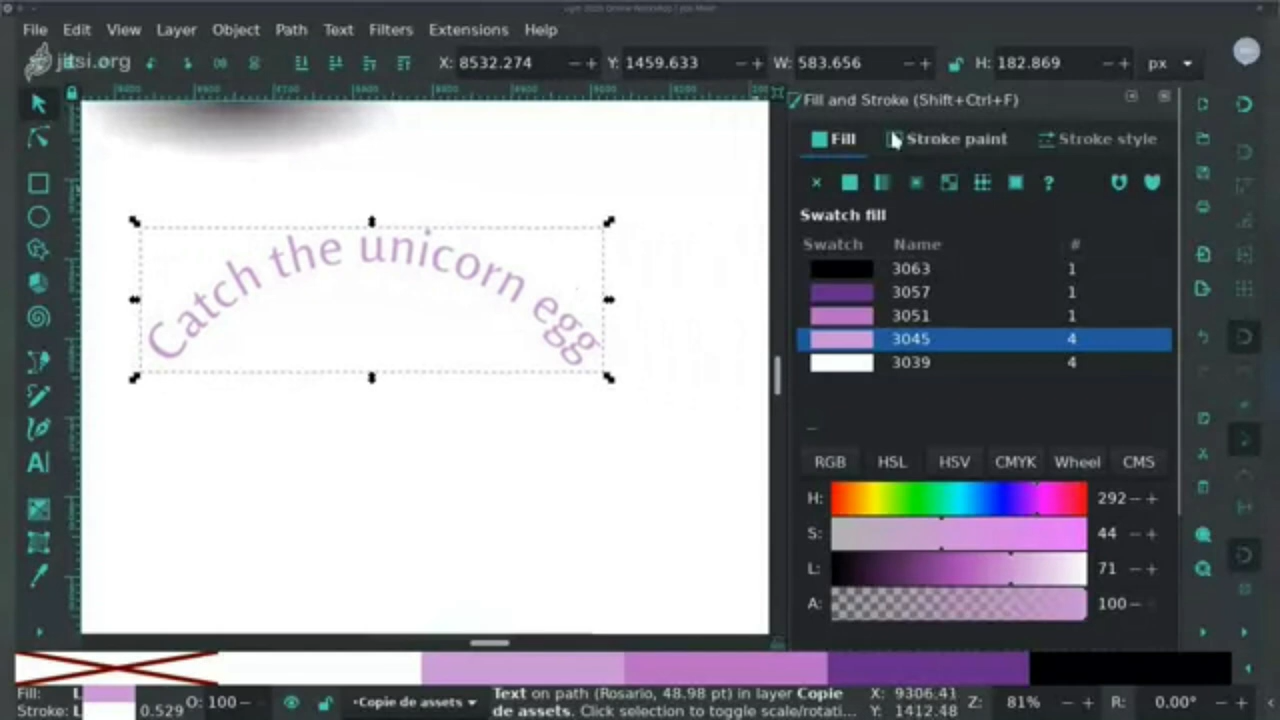 File Edit View Layer Object Path Text Filters Extensions Help
jitsi.org
X: 8532.274 − + Y: 1459.633 − + W: 583.656 − + H: 182.869 − + px
Fill and Stroke (Shift+Ctrl+F)
Fill Stroke paint Stroke style
?
Swatch fill
Swatch Name #
3063 1
3057 1
3051 1
3045 4
3039 4
Catch the unicorn egg
RGB HSL HSV CMYK Wheel CMS
H: 292 − +
S: 44 − +
L: 71 − +
A: 100 −
Fill: L
Stroke: L 0.529 O: 100 −
•Copie de assets
Text on path (Rosario, 48.98 pt) in layer Copie
de assets. Click selection to toggle scale/rotati...
X: 9306.41
Y: 1412.48
Z: 81% − + R: 0.00° − +